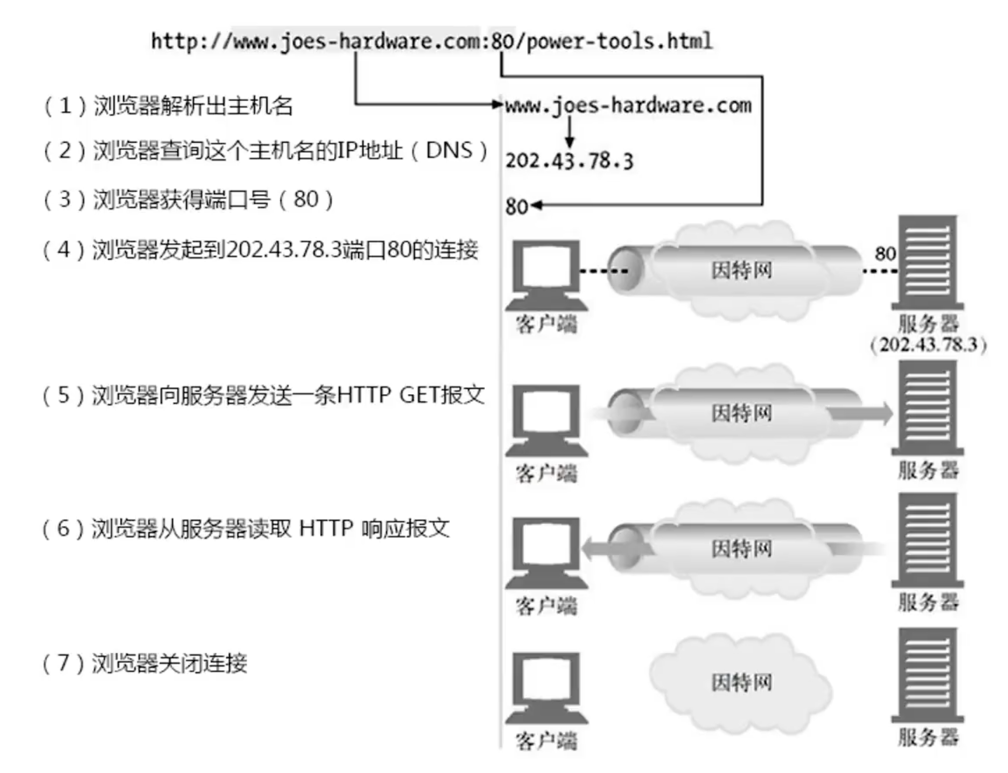 http://www.joes-hardware.com:80/power-tools.html
（1）浏览器解析出主机名
www.joes-hardware.com
（2）浏览器查询这个主机名的IP地址（DNS）
202.43.78.3
（3）浏览器获得端口号（80）
80
（4）浏览器发起到202.43.78.3端口80的连接
因特网
80
客户端
服务器
(202.43.78.3)
（5）浏览器向服务器发送一条HTTP GET报文
因特网
客户端
服务器
（6）浏览器从服务器读取 HTTP 响应报文
因特网
客户端
服务器
（7）浏览器关闭连接
因特网
客户端
服务器